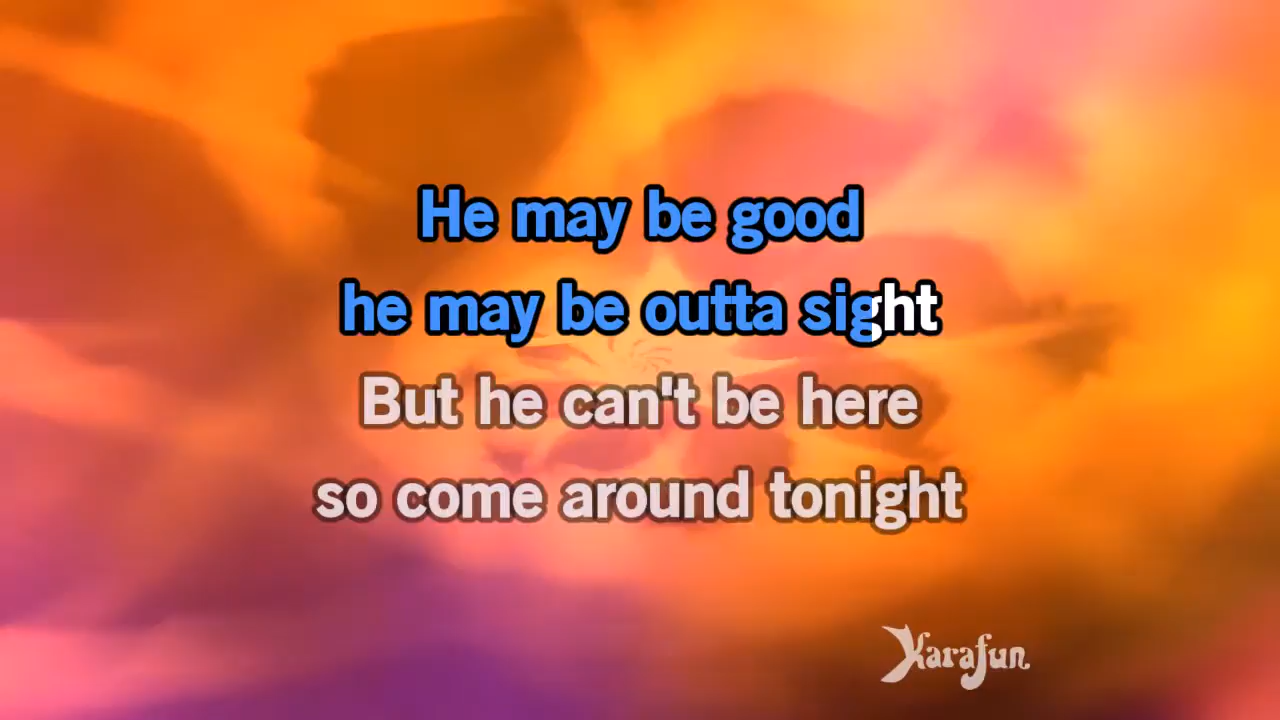 He may be good
he may be outta sight
But he can't be here
so come around tonight
Karafun